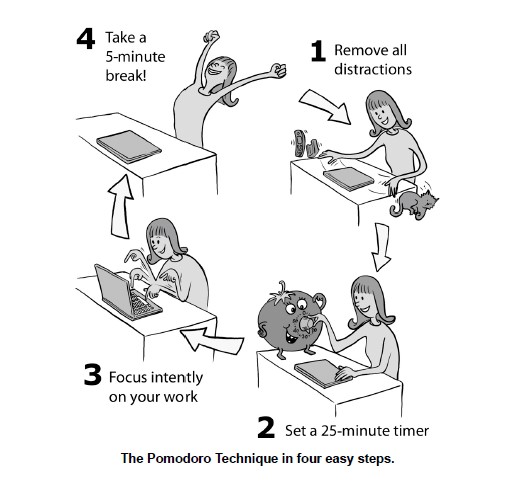 1 Remove all
distractions
2 Set a 25-minute timer
3 Focus intently
on your work
4 Take a
5-minute
break!
The Pomodoro Technique in four easy steps.